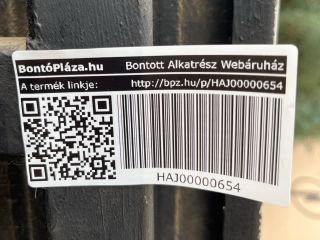 BontóPláza.hu Bontott Alkatrész Webáruház
A termék linkje: http://bpz.hu/p/HAJ00000654
HAJ00000654